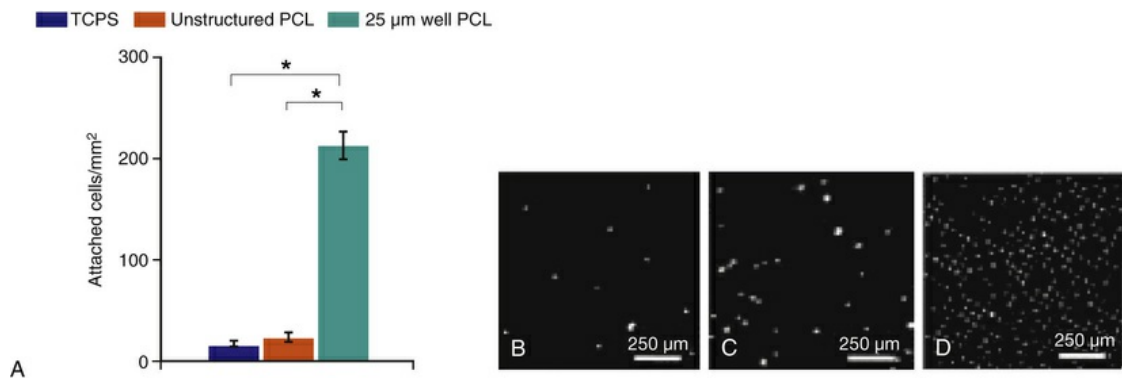 TCPS Unstructured PCL 25 µm well PCL
300
*
*
200
Attached cells/mm2
100
0
A
B 250 µm
C 250 µm
D 250 µm